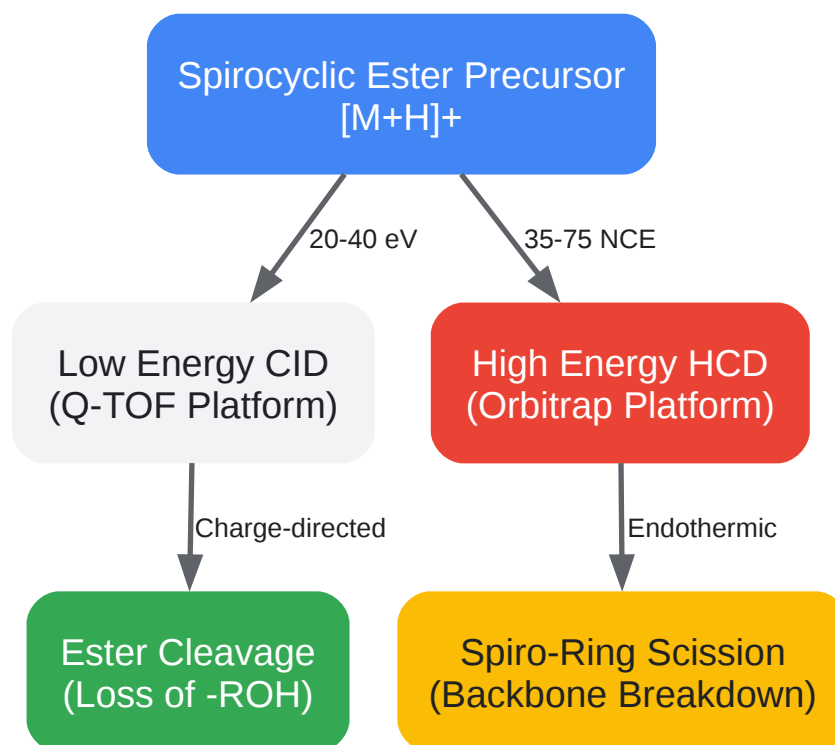 Spirocyclic Ester Precursor
[M+H]+
20-40 eV
35-75 NCE
Low Energy CID
(Q-TOF Platform)
High Energy HCD
(Orbitrap Platform)
Charge-directed
Endothermic
Ester Cleavage
(Loss of -ROH)
Spiro-Ring Scission
(Backbone Breakdown)